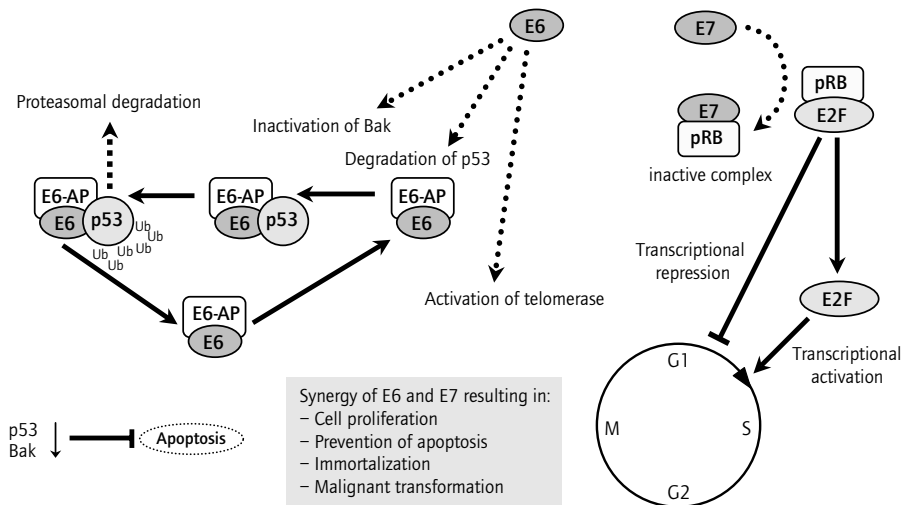 E6
E7
Proteasomal degradation
Inactivation of Bak
Degradation of p53
E6-AP
E6
p53
Ub
Ub
Ub
Ub
Ub
Ub
E6-AP
E6
p53
E6-AP
E6
E6-AP
E6
Activation of telomerase
E7
pRB
inactive complex
pRB
E2F
Transcriptional
repression
E2F
Transcriptional
activation
G1
M
S
G2
Synergy of E6 and E7 resulting in:
– Cell proliferation
– Prevention of apoptosis
– Immortalization
– Malignant transformation
p53
Bak
Apoptosis